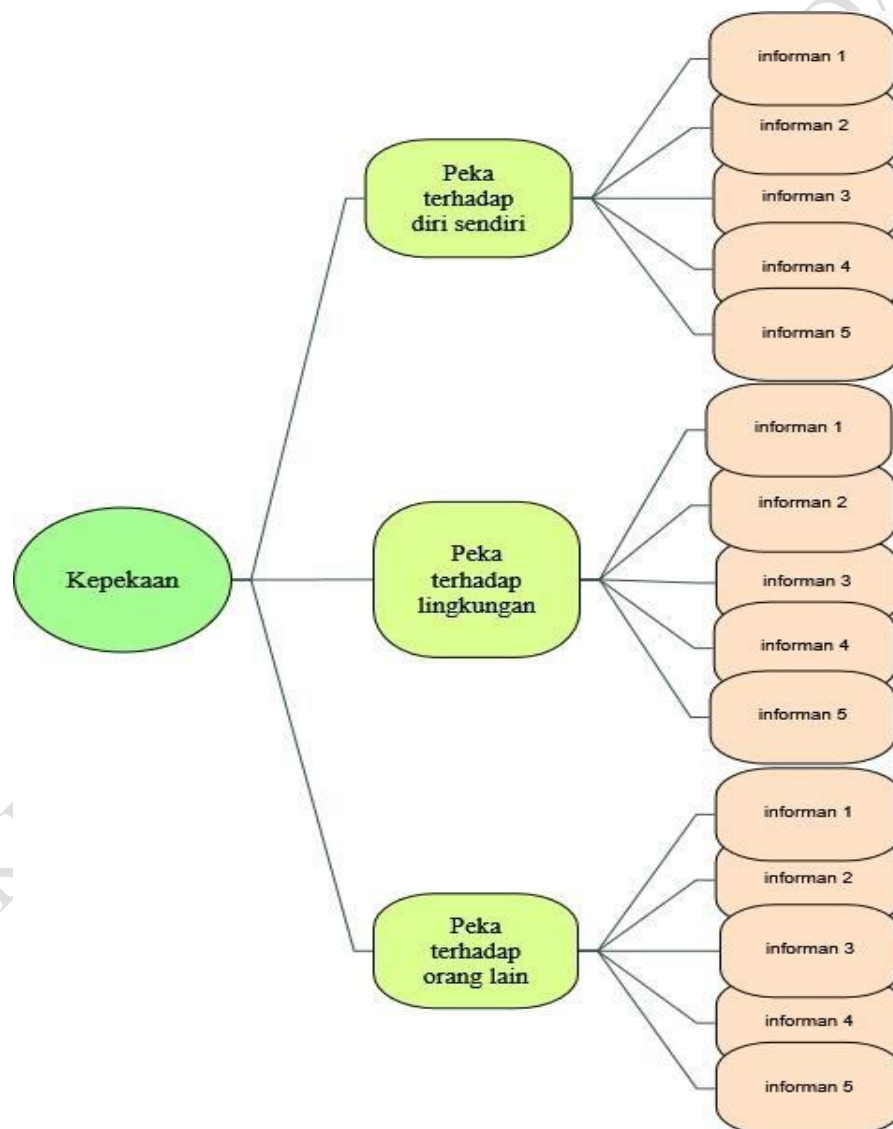 Kepekaan
Peka
terhadap
diri sendiri
informan 1
informan 2
informan 3
informan 4
informan 5
Peka
terhadap
lingkungan
informan 1
informan 2
informan 3
informan 4
informan 5
Peka
terhadap
orang lain
informan 1
informan 2
informan 3
informan 4
informan 5